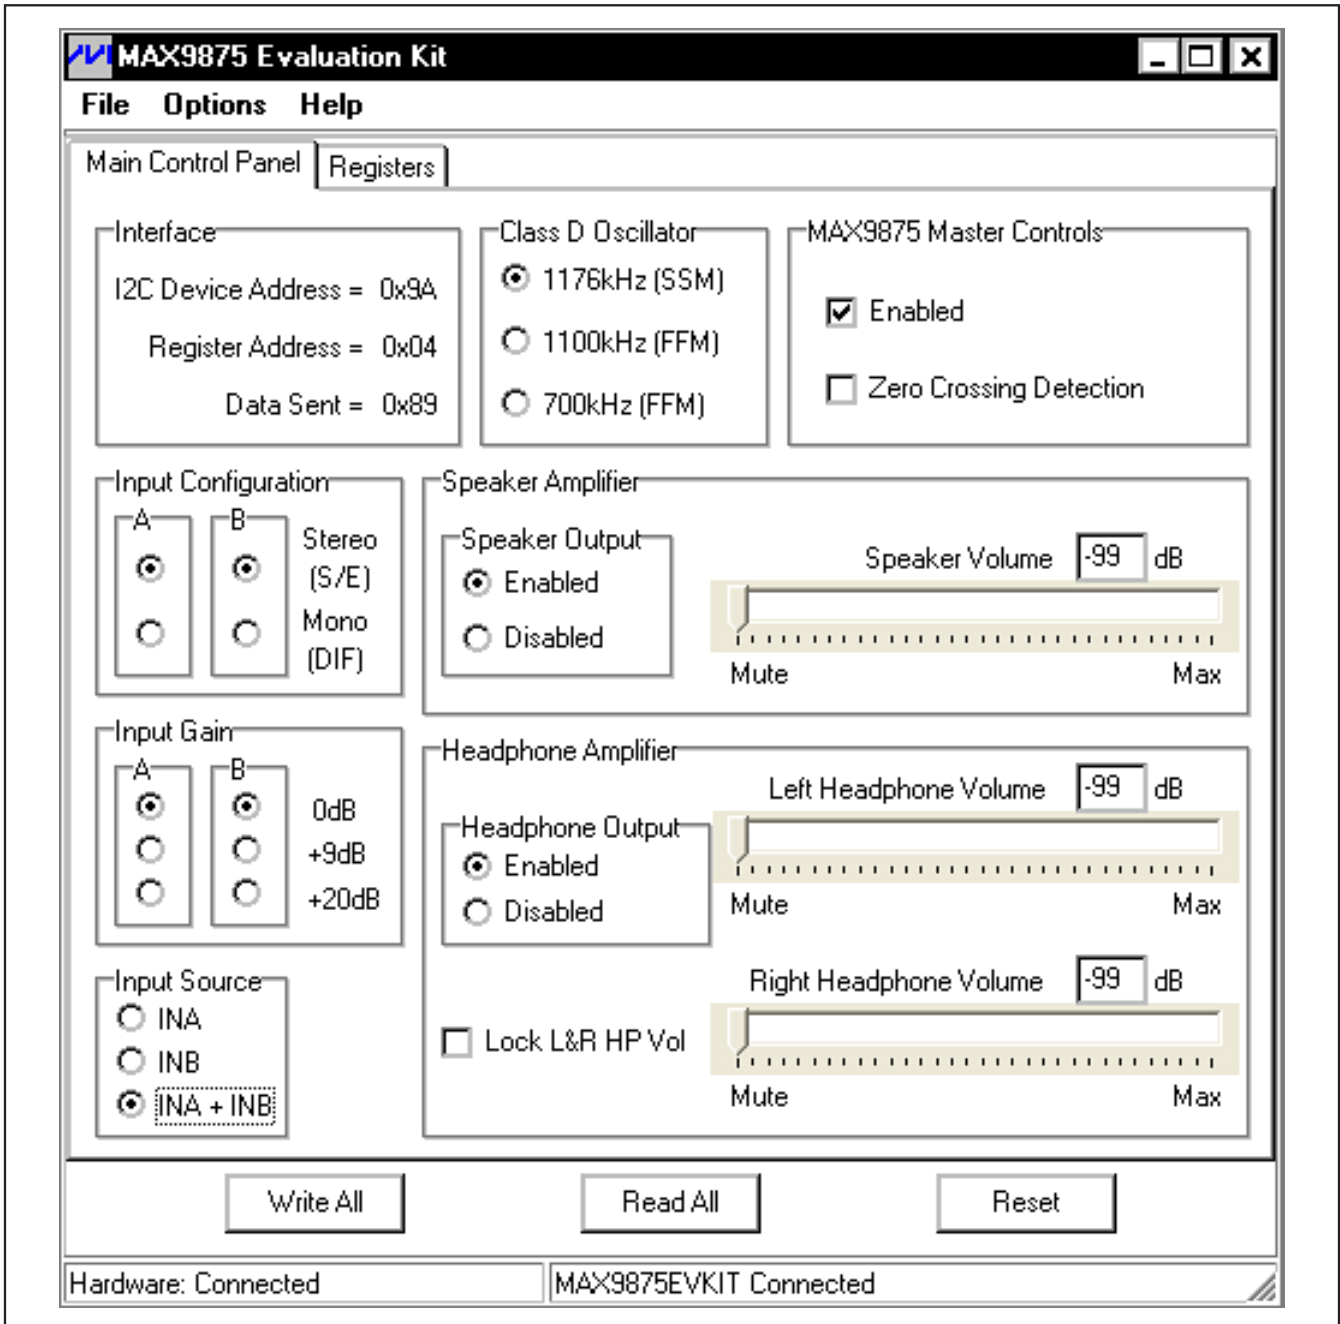 MAX9875 Evaluation Kit
File Options Help
Main Control Panel
Registers
Interface
I2C Device Address = 0x9A
Register Address = 0x04
Data Sent = 0x89
Class D Oscillator
1176kHz (SSM)
1100kHz (FFM)
700kHz (FFM)
MAX9875 Master Controls
Enabled
Zero Crossing Detection
Input Configuration
A B
Stereo
(S/E)
Mono
(DIF)
Speaker Amplifier
Speaker Output
Enabled
Disabled
Speaker Volume -99 dB
Mute Max
Input Gain
A B
0dB
+9dB
+20dB
Headphone Amplifier
Headphone Output
Enabled
Disabled
Left Headphone Volume -99 dB
Mute Max
Input Source
INA
INB
INA + INB
Lock L&R HP Vol
Right Headphone Volume -99 dB
Mute Max
Write All
Read All
Reset
Hardware: Connected
MAX9875EVKIT Connected